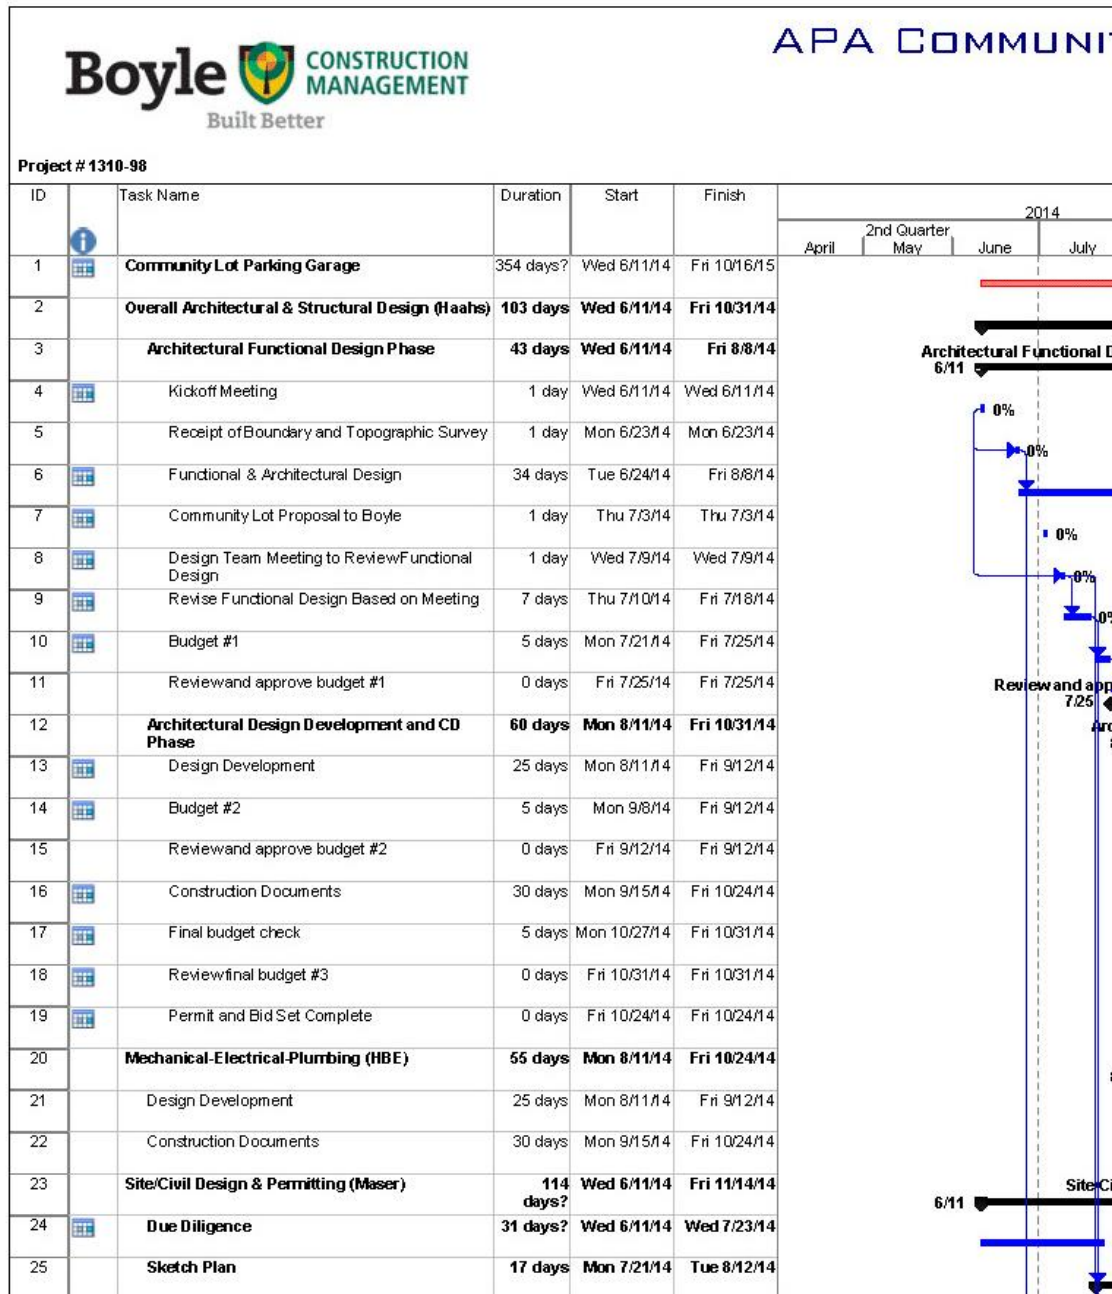 APA COMMUNIT
Boyle CONSTRUCTION
MANAGEMENT
Built Better
Project # 1310-98
ID Task Name Duration Start Finish
2014
2nd Quarter
April May June July
1 Community Lot Parking Garage 354 days? Wed 6/11/14 Fri 10/16/15
2 Overall Architectural & Structural Design (Haahs) 103 days Wed 6/11/14 Fri 10/31/14
3 Architectural Functional Design Phase 43 days Wed 6/11/14 Fri 8/8/14 Architectural Functional D
6/11
4 Kickoff Meeting 1 day Wed 6/11/14 Wed 6/11/14 0%
5 Receipt of Boundary and Topographic Survey 1 day Mon 6/23/14 Mon 6/23/14 0%
6 Functional & Architectural Design 34 days Tue 6/24/14 Fri 8/8/14
7 Community Lot Proposal to Boyle 1 day Thu 7/3/14 Thu 7/3/14 0%
8 Design Team Meeting to Review Functional 1 day Wed 7/9/14 Wed 7/9/14 0%
Design
9 Revise Functional Design Based on Meeting 7 days Thu 7/10/14 Fri 7/18/14 0%
10 Budget #1 5 days Mon 7/21/14 Fri 7/25/14
11 Review and approve budget #1 0 days Fri 7/25/14 Fri 7/25/14 Review and app
7/25
12 Architectural Design Development and CD 60 days Mon 8/11/14 Fri 10/31/14 Arc
Phase
13 Design Development 25 days Mon 8/11/14 Fri 9/12/14
14 Budget #2 5 days Mon 9/8/14 Fri 9/12/14
15 Review and approve budget #2 0 days Fri 9/12/14 Fri 9/12/14
16 Construction Documents 30 days Mon 9/15/14 Fri 10/24/14
17 Final budget check 5 days Mon 10/27/14 Fri 10/31/14
18 Review final budget #3 0 days Fri 10/31/14 Fri 10/31/14
19 Permit and Bid Set Complete 0 days Fri 10/24/14 Fri 10/24/14
20 Mechanical-Electrical-Plumbing (HBE) 55 days Mon 8/11/14 Fri 10/24/14
21 Design Development 25 days Mon 8/11/14 Fri 9/12/14
22 Construction Documents 30 days Mon 9/15/14 Fri 10/24/14
23 Site/Civil Design & Permitting (Maser) 114 Wed 6/11/14 Fri 11/14/14 Site/Ci
days? 6/11
24 Due Diligence 31 days? Wed 6/11/14 Wed 7/23/14
25 Sketch Plan 17 days Mon 7/21/14 Tue 8/12/14